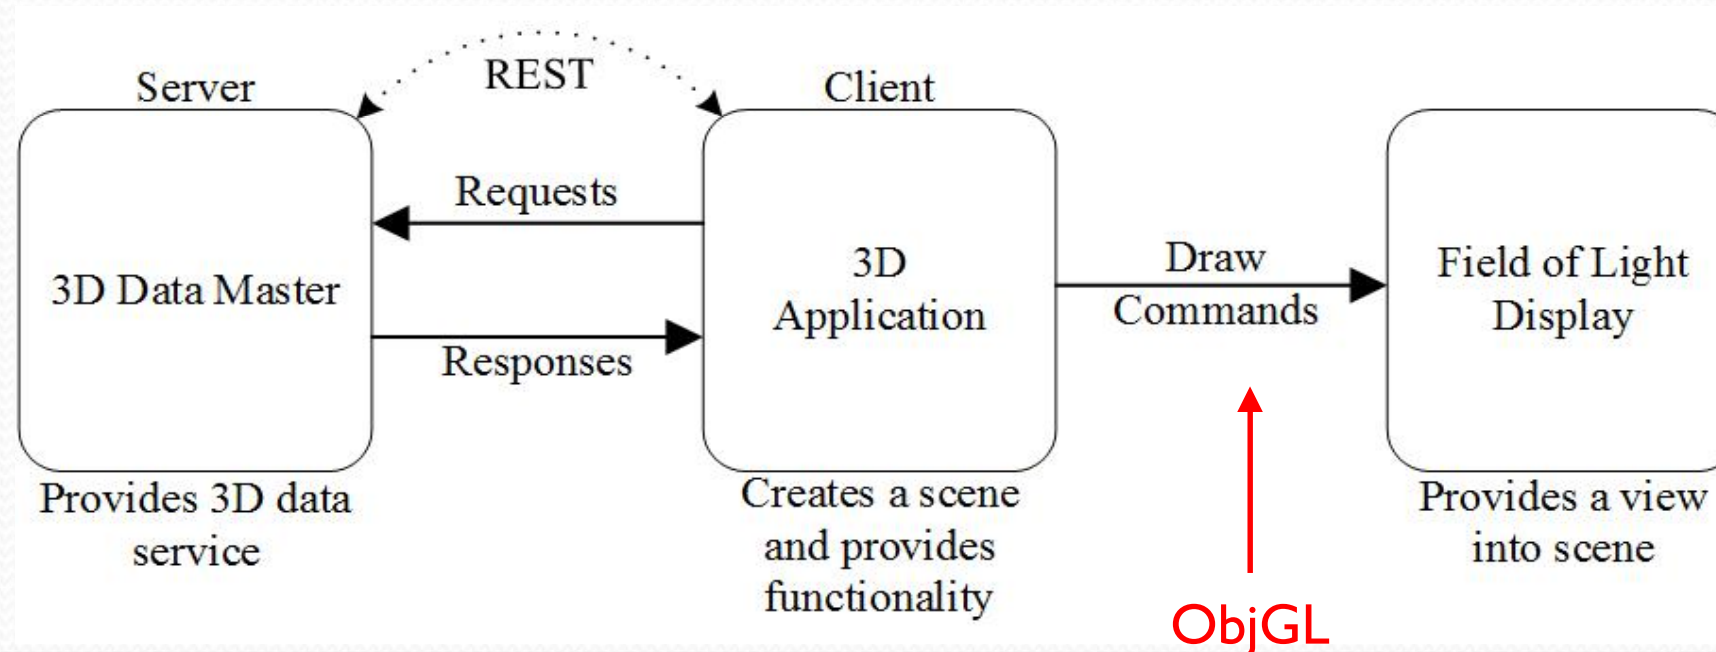 REST
Server
Client
Requests
3D Data Master
Responses
3D
Application
Draw
Commands
Field of Light
Display
Provides 3D data
service
Creates a scene
and provides
functionality
Provides a view
into scene
ObjGL